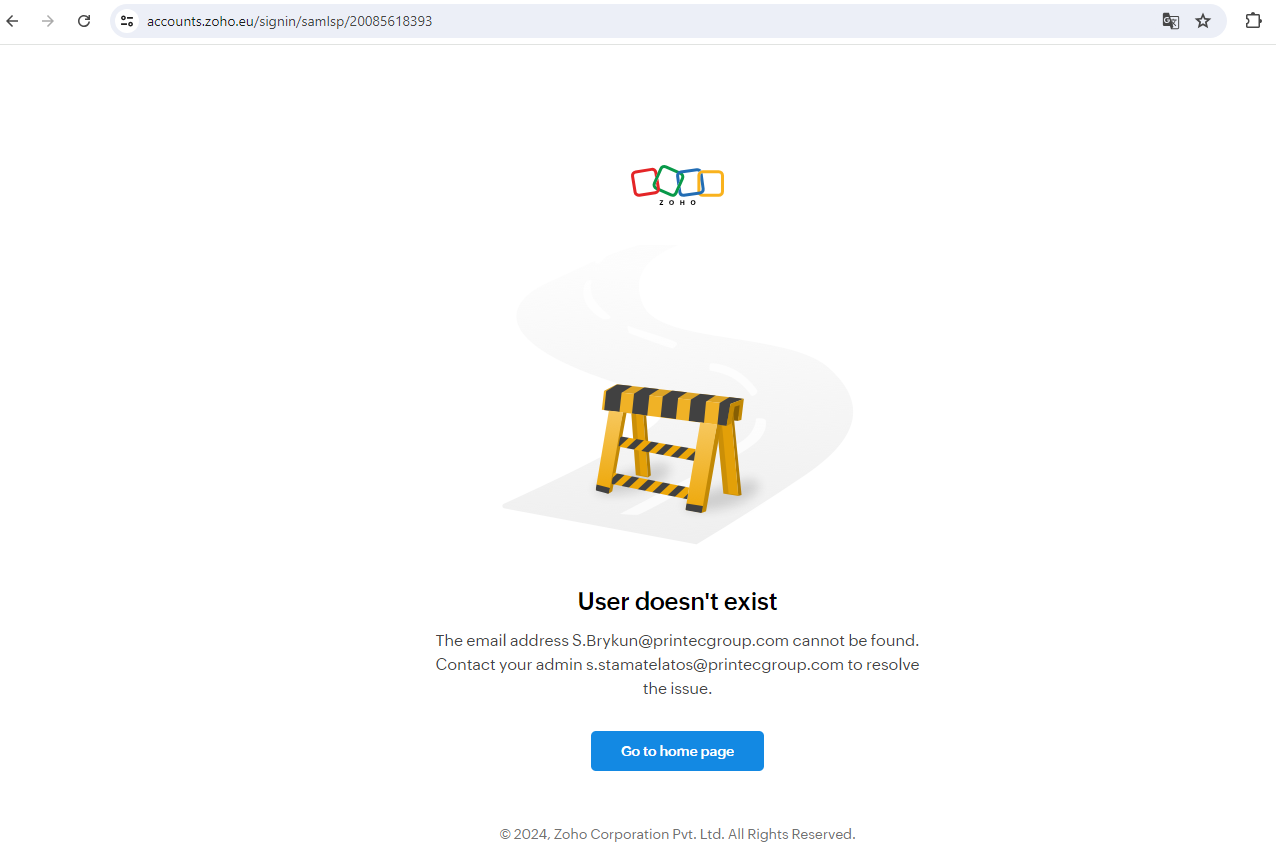 accounts.zoho.eu/signin/samlsp/20085618393
ZOHO
User doesn't exist
The email address S.Brykun@printecgroup.com cannot be found.
Contact your admin s.stamatelatos@printecgroup.com to resolve
the issue.
Go to home page
© 2024, Zoho Corporation Pvt. Ltd. All Rights Reserved.